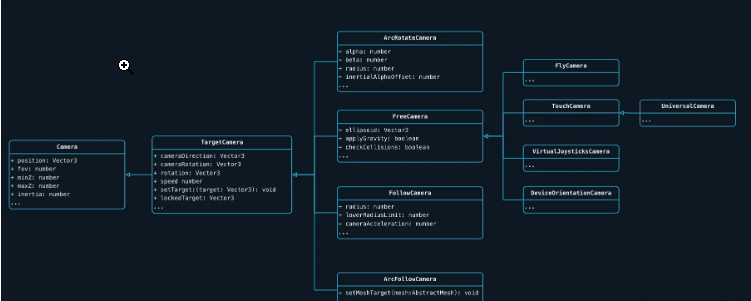 ArcRotateCamera
+ alpha: number
+ beta: number
+ radius: number
+ inertialAlphaOffset: number
...
FreeCamera
+ ellipsoid: Vector3
+ applyGravity: boolean
+ checkCollisions: boolean
...
FlyCamera
...
TouchCamera
...
UniversalCamera
...
VirtualJoysticksCamera
...
DeviceOrientationCamera
...
Camera
+ position: Vector3
+ fov: number
+ minZ: number
+ maxZ: number
+ inertia: number
...
TargetCamera
+ cameraDirection: Vector3
+ cameraRotation: Vector3
+ rotation: Vector3
+ speed number
+ setTarget:(target: Vector3): void
+ lockedTarget: Vector3
...
FollowCamera
+ radius: number
+ lowerRadiusLimit: number
+ cameraAcceleration: number
...
ArcFollowCamera
+ setMeshTarget(mesh:AbstractMesh): void